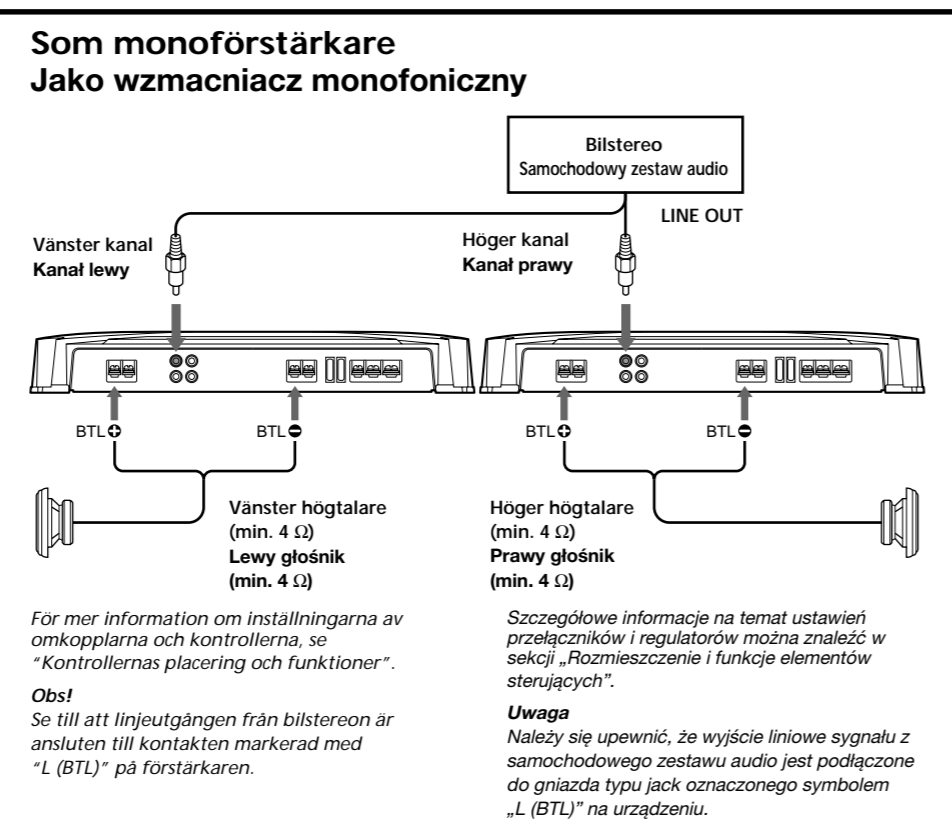 Som monoförstärkare
Jako wzmacniacz monofoniczny
Bilstereo
Samochodowy zestaw audio
LINE OUT
Vänster kanal
Kanał lewy
Höger kanal
Kanał prawy
BTL ⊕
BTL ⊖
BTL ⊕
BTL ⊖
Vänster högtalare
(min. 4 Ω)
Lewy głośnik
(min. 4 Ω)
Höger högtalare
(min. 4 Ω)
Prawy głośnik
(min. 4 Ω)
För mer information om inställningarna av
omkopplarna och kontrollerna, se
“Kontrollernas placering och funktioner”.
Obs!
Se till att linjeutgången från bilstereon är
ansluten till kontakten markerad med
“L (BTL)” på förstärkaren.
Szczegółowe informacje na temat ustawień
przełączników i regulatorów można znaleźć w
sekcji „Rozmieszczenie i funkcje elementów
sterujących”.
Uwaga
Należy się upewnić, że wyjście liniowe sygnału z
samochodowego zestawu audio jest podłączone
do gniazda typu jack oznaczonego symbolem
„L (BTL)” na urządzeniu.